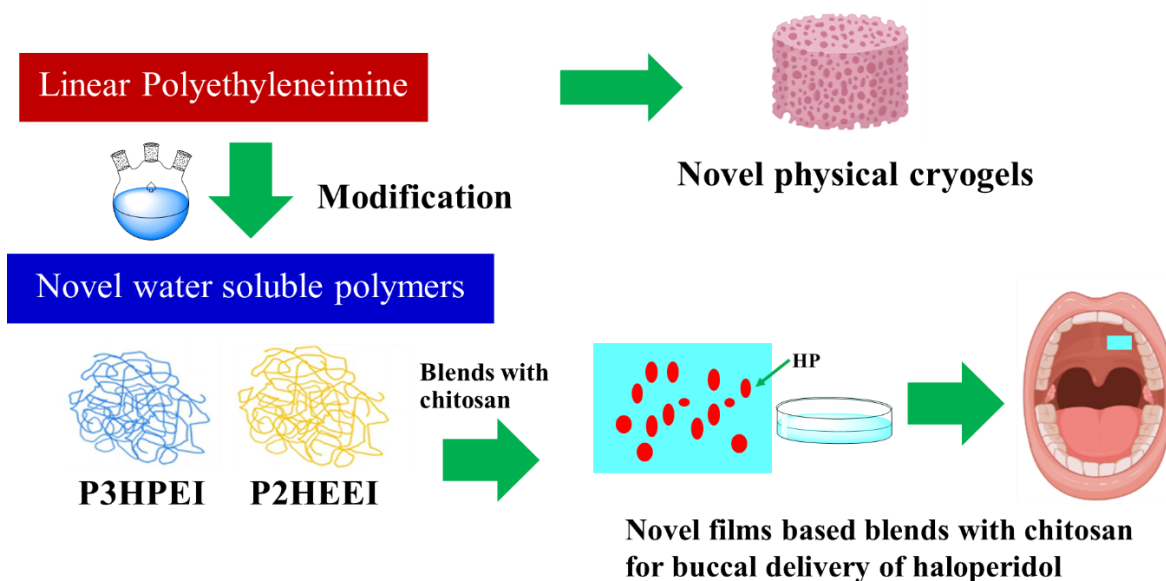 Linear Polyethyleneimine
Novel physical cryogels
Modification
Novel water soluble polymers
Blends with
chitosan
HP
P3HPEI
P2HEEI
Novel films based blends with chitosan
for buccal delivery of haloperidol